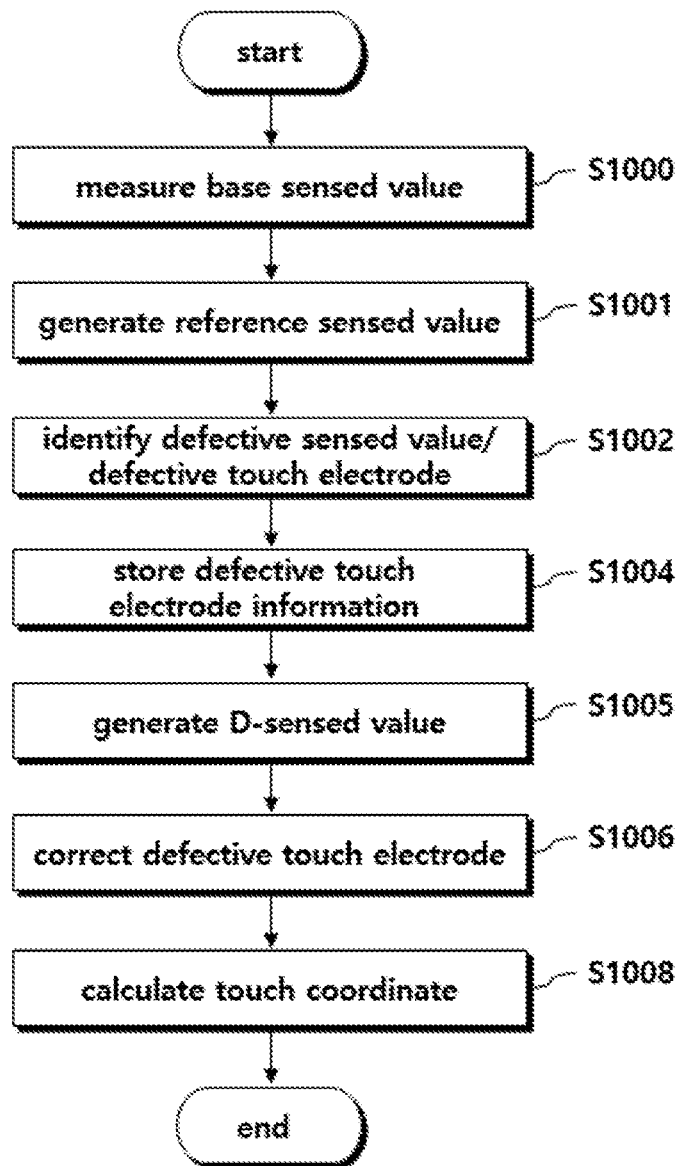 start
measure base sensed value
S1000
generate reference sensed value
S1001
identify defective sensed value/
defective touch electrode
S1002
store defective touch
electrode information
S1004
generate D-sensed value
S1005
correct defective touch electrode
S1006
calculate touch coordinate
S1008
end